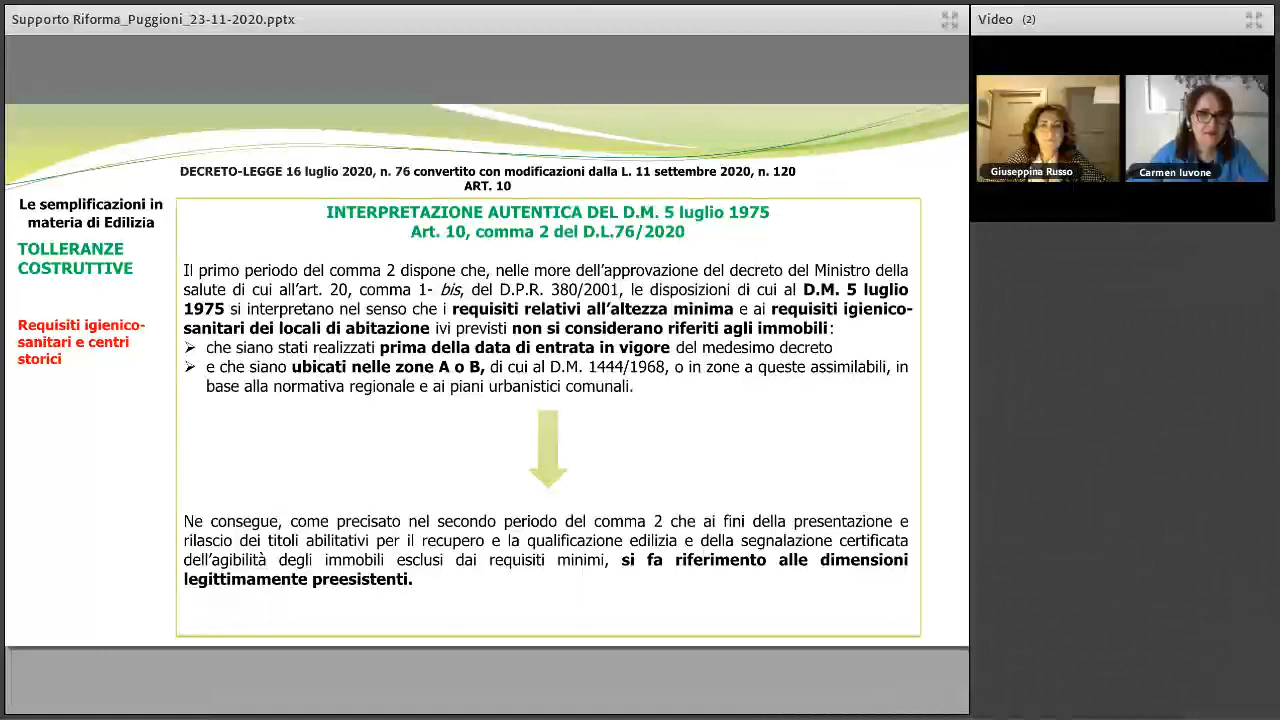 Supporto Riforma_Puggioni_23-11-2020.pptx
Video (2)
Giuseppina Russo
Carmen Iuvone
DECRETO-LEGGE 16 luglio 2020, n. 76 convertito con modificazioni dalla L. 11 settembre 2020, n. 120
ART. 10
Le semplificazioni in
materia di Edilizia
TOLLERANZE
COSTRUTTIVE
Requisiti igienico-
sanitari e centri
storici
INTERPRETAZIONE AUTENTICA DEL D.M. 5 luglio 1975
Art. 10, comma 2 del D.L.76/2020
Il primo periodo del comma 2 dispone che, nelle more dell’approvazione del decreto del Ministro della
salute di cui all’art. 20, comma 1- bis, del D.P.R. 380/2001, le disposizioni di cui al D.M. 5 luglio
1975 si interpretano nel senso che i requisiti relativi all’altezza minima e ai requisiti igienico-
sanitari dei locali di abitazione ivi previsti non si considerano riferiti agli immobili:
➢ che siano stati realizzati prima della data di entrata in vigore del medesimo decreto
➢ e che siano ubicati nelle zone A o B, di cui al D.M. 1444/1968, o in zone a queste assimilabili, in
base alla normativa regionale e ai piani urbanistici comunali.
Ne consegue, come precisato nel secondo periodo del comma 2 che ai fini della presentazione e
rilascio dei titoli abilitativi per il recupero e la qualificazione edilizia e della segnalazione certificata
dell’agibilità degli immobili esclusi dai requisiti minimi, si fa riferimento alle dimensioni
legittimamente preesistenti.